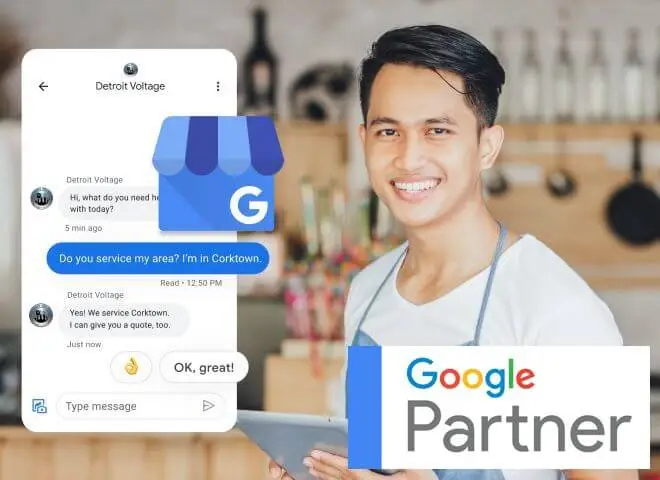 Detroit Voltage
Detroit Voltage
Hi, what do you need he
with today?
5 min ago
G
Do you service my area? I'm in Corktown.
Read • 12:50 PM
Detroit Voltage
Yes! We service Corktown.
I can give you a quote, too.
Just now
👌
OK, great!
Type message
Google
Partner